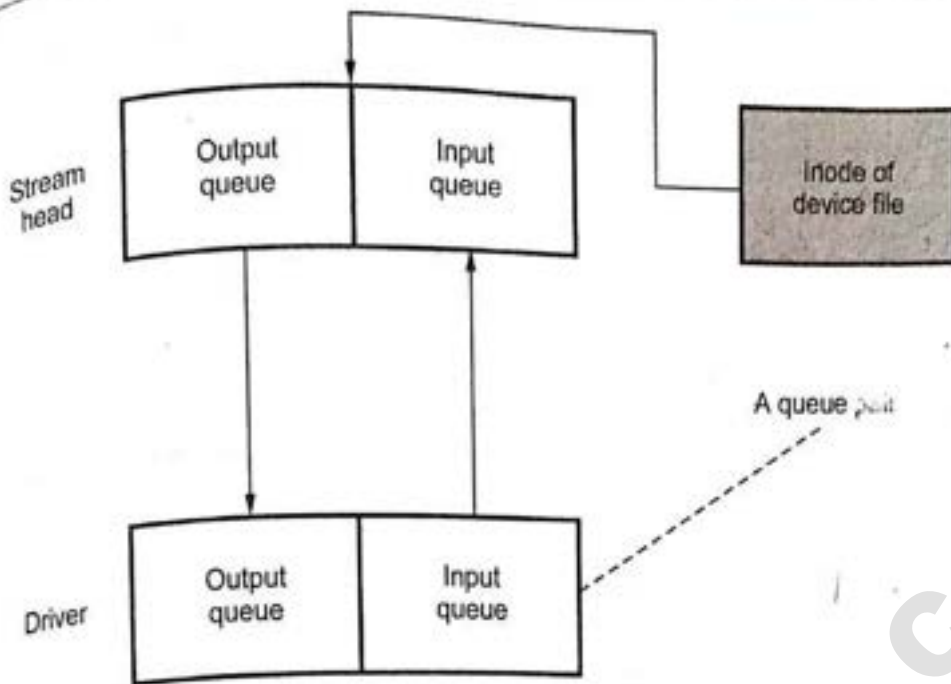 Output
queue
Input
queue
Stream
head
Inode of
device file
A queue
Output
queue
Input
queue
Driver